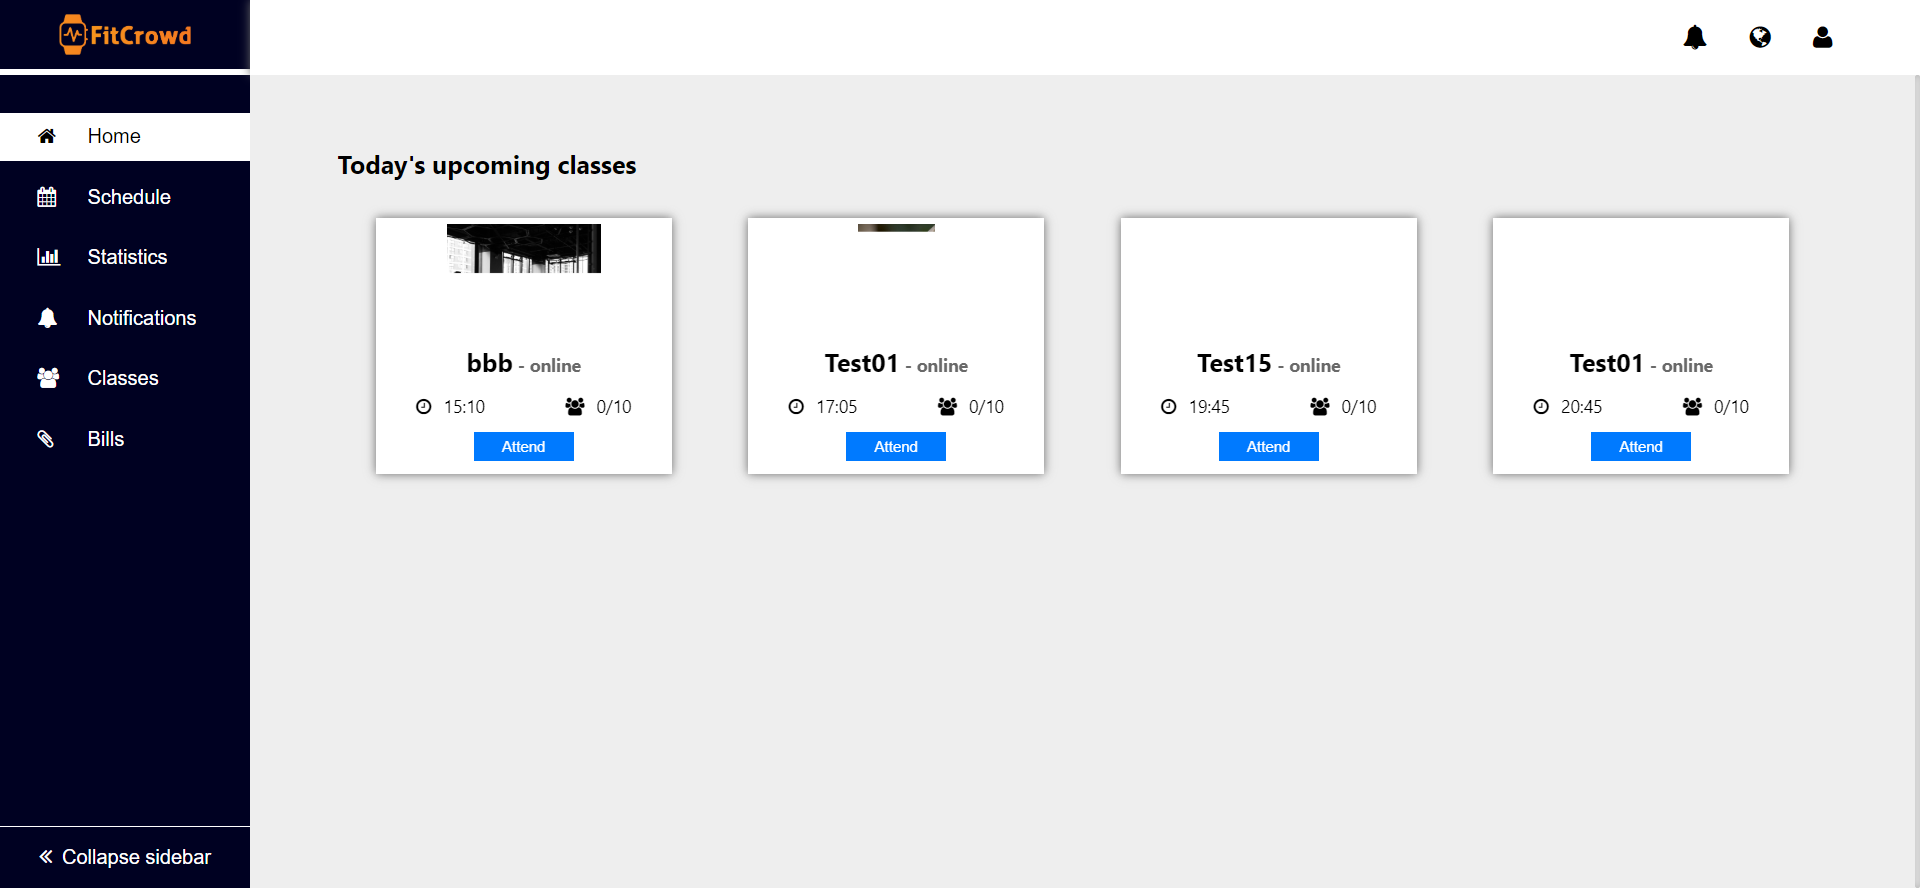 FitCrowd
Home
Schedule
Statistics
Notifications
Classes
Bills
Collapse sidebar
Today's upcoming classes
bbb - online
15:10 0/10
Attend
Test01 - online
17:05 0/10
Attend
Test15 - online
19:45 0/10
Attend
Test01 - online
20:45 0/10
Attend